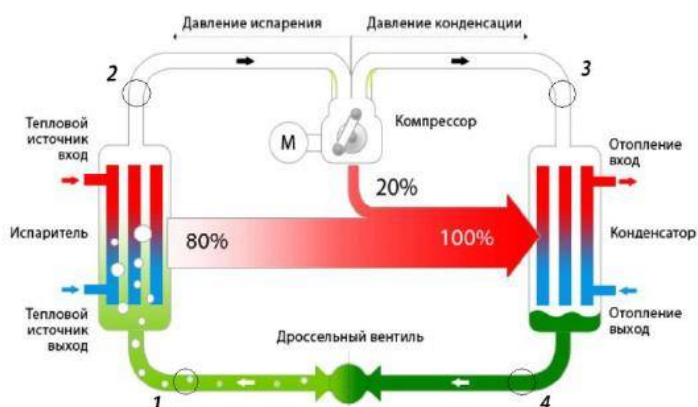 Давление испарения
Давление конденсации
2
3
Тепловой
источник
вход
Компрессор
M
Отопление
вход
20%
Испаритель
80%
100%
Конденсатор
Тепловой
источник
выход
Дроссельный вентиль
Отопление
выход
1
4